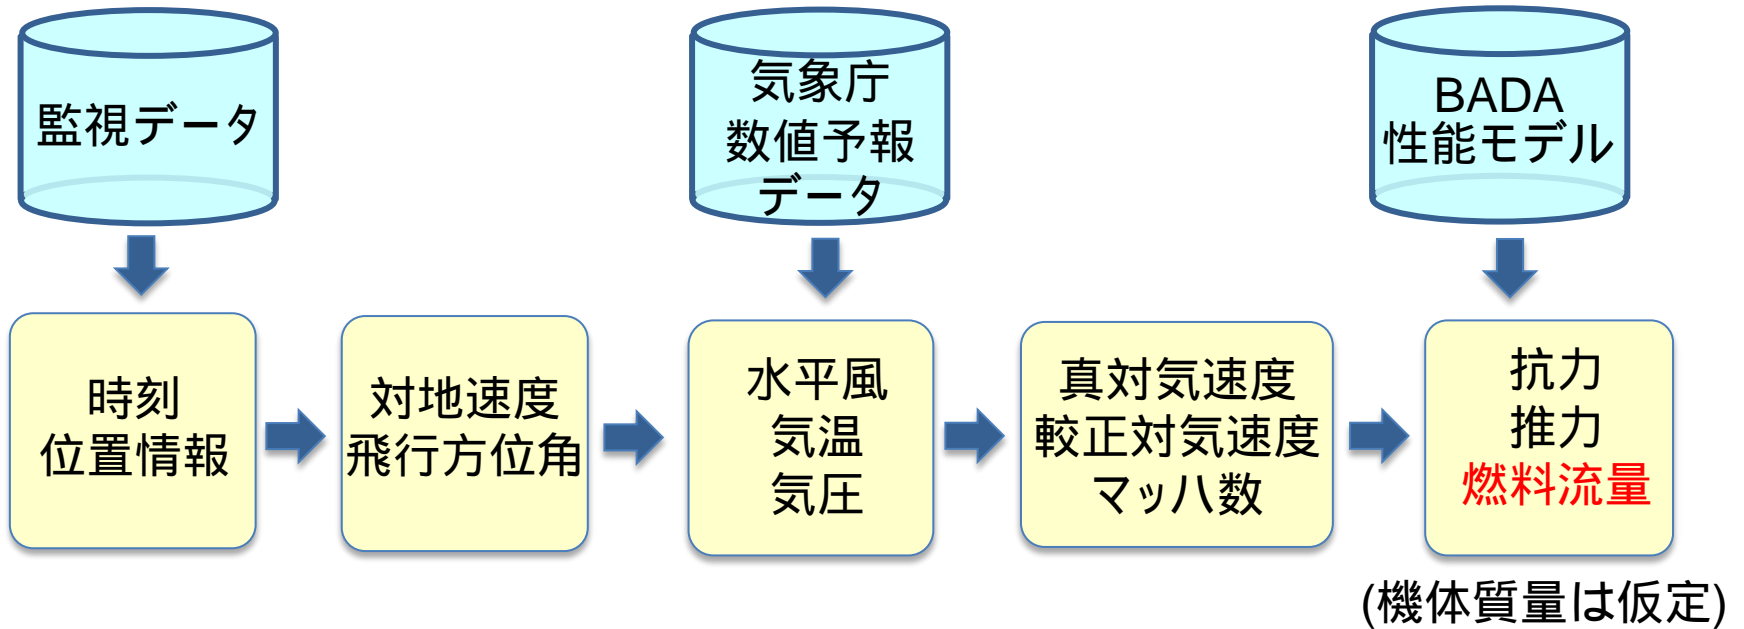 監視データ
気象庁
数値予報
データ
BADA
性能モデル
時刻
位置情報
対地速度
飛行方位角
水平風
気温
気圧
真対気速度
較正対気速度
マッハ数
抗力
推力
燃料流量
(機体質量は仮定)